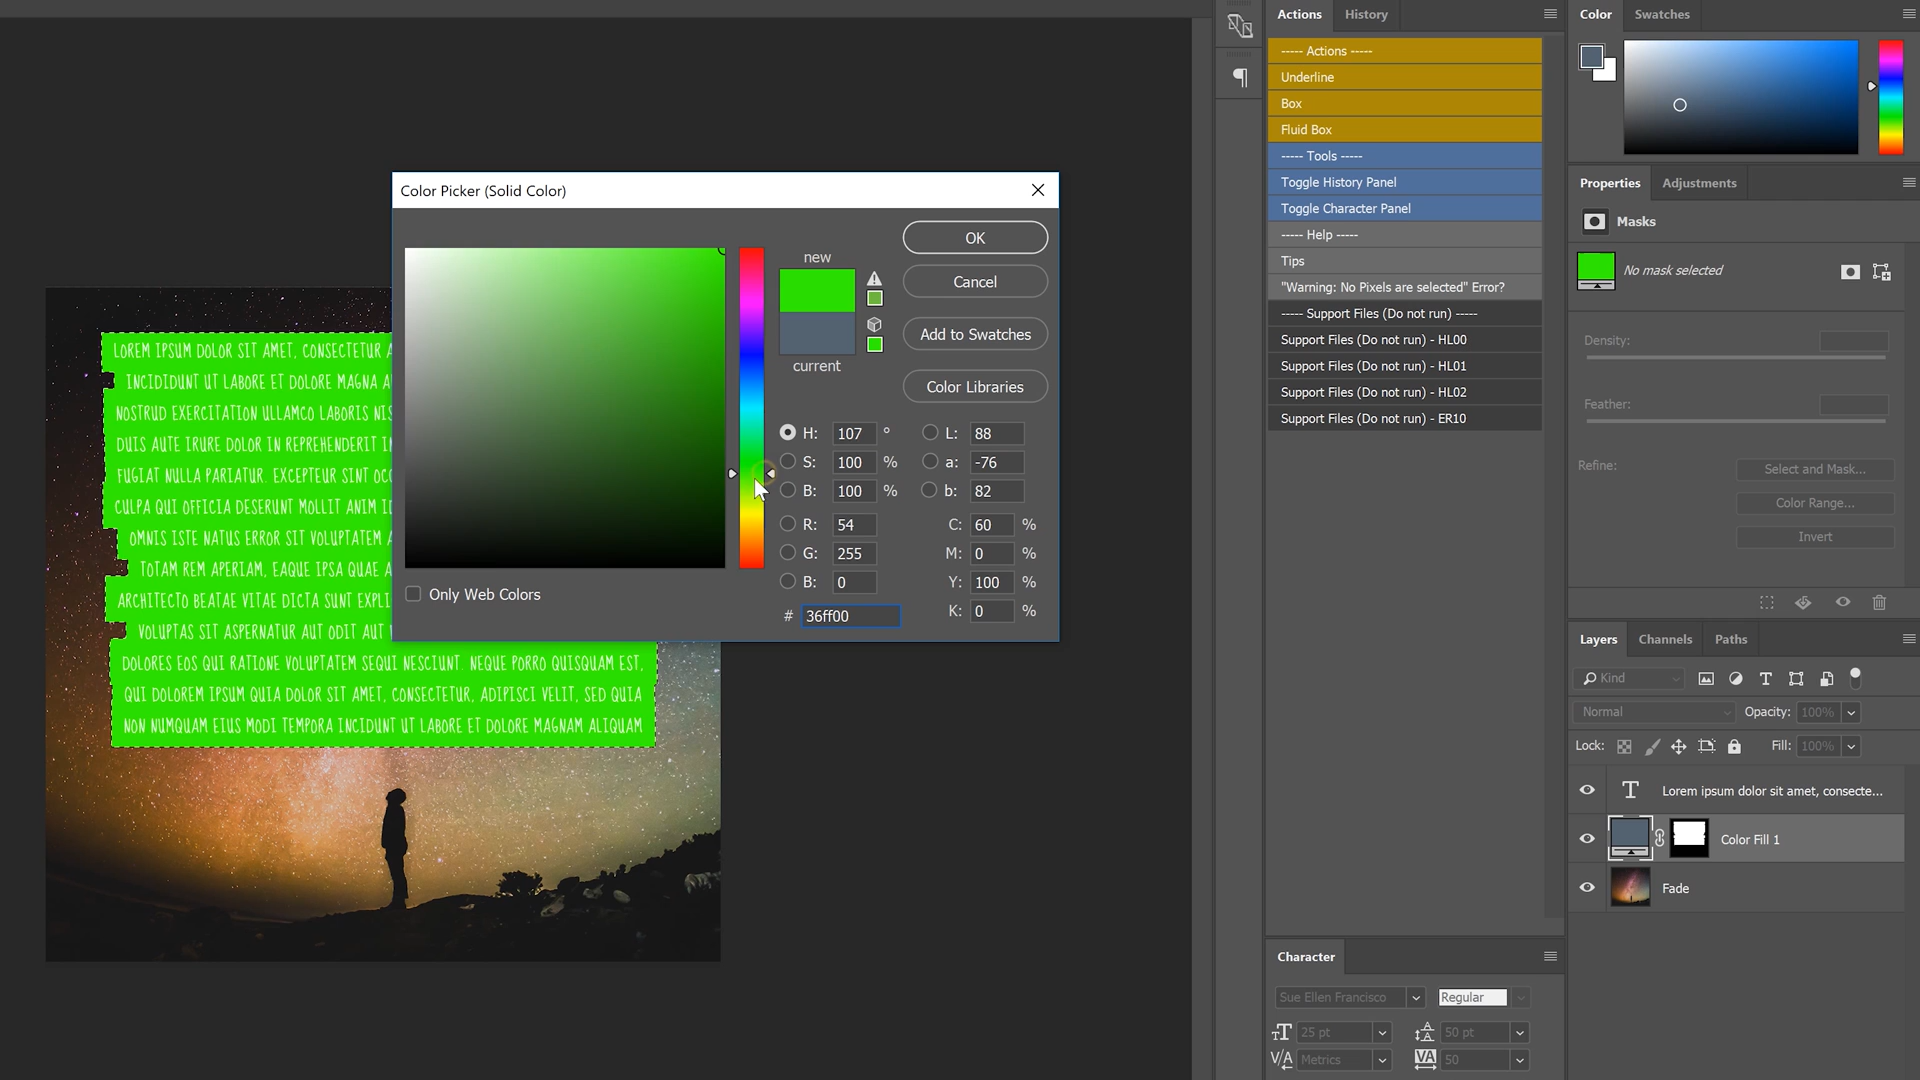 Actions History
----- Actions -----
Underline
Box
Fluid Box
----- Tools -----
Toggle History Panel
Toggle Character Panel
----- Help -----
Tips
"Warning: No Pixels are selected" Error?
----- Support Files (Do not run) -----
Support Files (Do not run) - HL00
Support Files (Do not run) - HL01
Support Files (Do not run) - HL02
Support Files (Do not run) - ER10
Color Swatches
Properties Adjustments
Masks
No mask selected
Density:
Feather:
Refine:
Select and Mask...
Color Range...
Invert
Layers Channels Paths
Kind
Normal Opacity: 100%
Lock: Fill: 100%
T Lorem ipsum dolor sit amet, consecte...
Color Fill 1
Fade
Character
Sue Ellen Francisco Regular
25 pt 50 pt
Metrics 50
Color Picker (Solid Color)
OK
Cancel
Add to Swatches
Color Libraries
new
current
H: 107 ° L: 88
S: 100 % a: -76
B: 100 % b: 82
R: 54 C: 60 %
G: 255 M: 0 %
B: 0 Y: 100 %
# 36ff00 K: 0 %
Only Web Colors
LOREM IPSUM DOLOR SIT AMET, CONSECTETUR A
INCIDIDUNT UT LABORE ET DOLORE MAGNA A
NOSTRUD EXERCITATION ULLAMCO LABORIS NIS
DUIS AUTE IRURE DOLOR IN REPREHENDERIT I
FUGIAT NULLA PARIATUR. EXCEPTEUR SINT OCC
CULPA QUI OFFICIA DESERUNT MOLLIT ANIM I
OMNIS ISTE NATUS ERROR SIT VOLUPTATEM A
TOTAM REM APERIAM, EAQUE IPSA QUAE A
ARCHITECTO BEATAE VITAE DICTA SUNT EXPLI
VOLUPTAS SIT ASPERNATUR AUT ODIT AUT
DOLORES EOS QUI RATIONE VOLUPTATEM SEQUI NESCIUNT. NEQUE PORRO QUISQUAM EST,
QUI DOLOREM IPSUM QUIA DOLOR SIT AMET, CONSECTETUR, ADIPISCI VELIT, SED QUIA
NON NUMQUAM EIUS MODI TEMPORA INCIDUNT UT LABORE ET DOLORE MAGNAM ALIQUAM